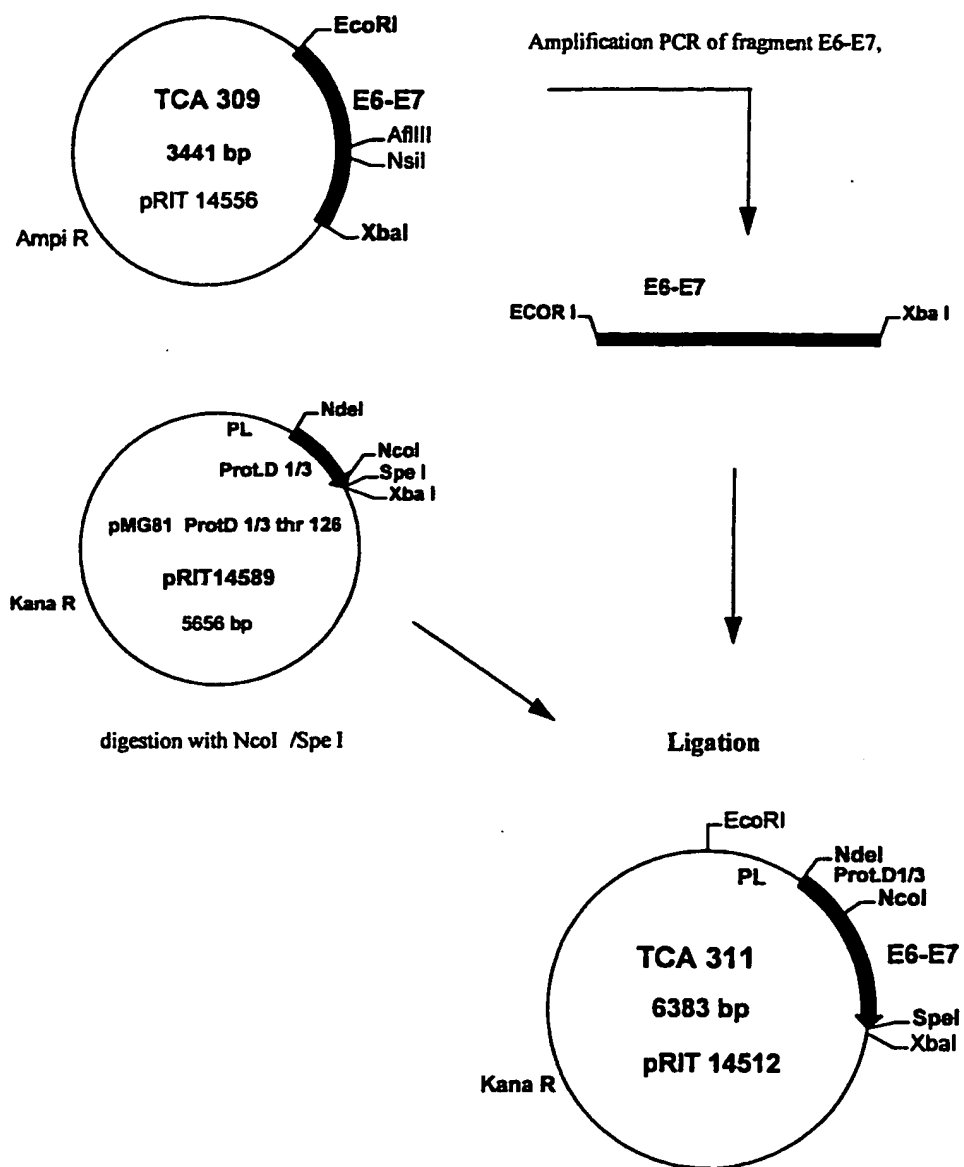 EcoRI
Amplification PCR of fragment E6-E7,
TCA 309
E6-E7
3441 bp
AflIII
NsiI
pRIT 14556
Ampi R
XbaI
E6-E7
ECOR I
Xba I
NdeI
PL
NcoI
Prot.D 1/3
Spe I
Xba I
pMG81 ProtD 1/3 thr 126
pRIT14589
Kana R
5656 bp
digestion with NcoI /Spe I
Ligation
EcoRI
NdeI
PL
Prot.D1/3
NcoI
TCA 311
E6-E7
6383 bp
SpeI
XbaI
pRIT 14512
Kana R